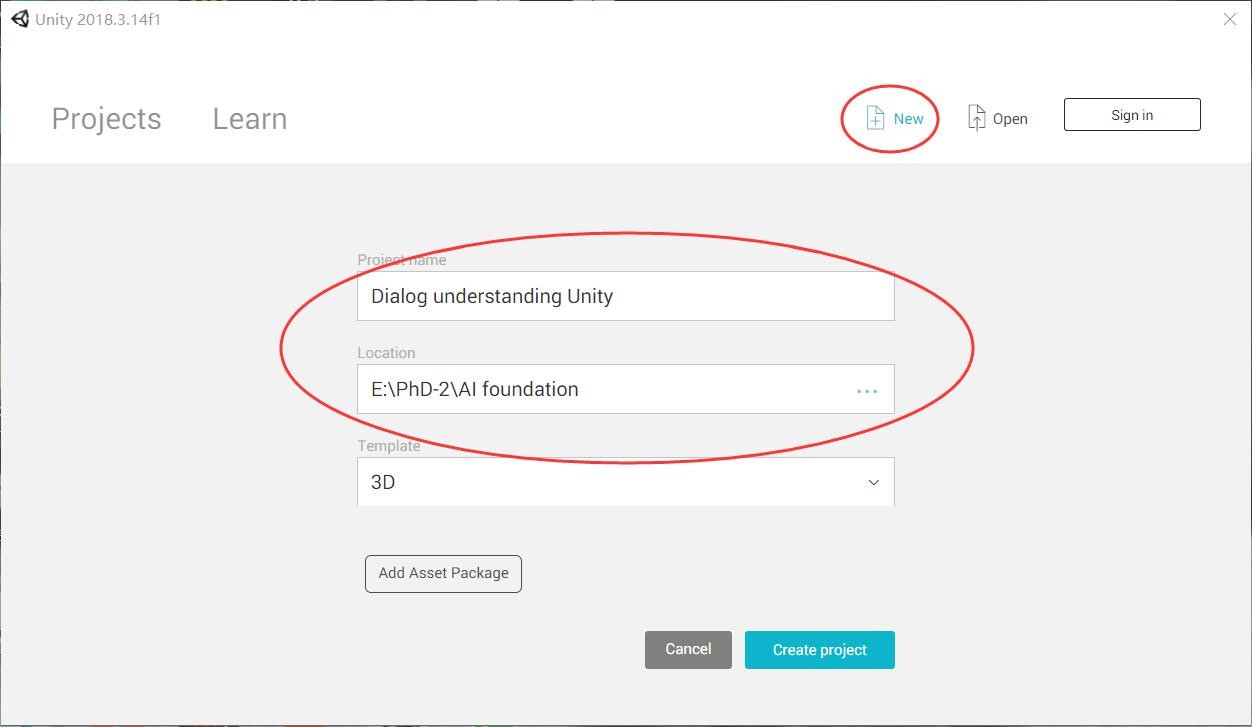 Unity 2018.3.14f1
Projects
Learn
New
Open
Sign in
Project name
Dialog understanding Unity
Location
E:\PhD-2\AI foundation
...
Template
3D
Add Asset Package
Cancel
Create project